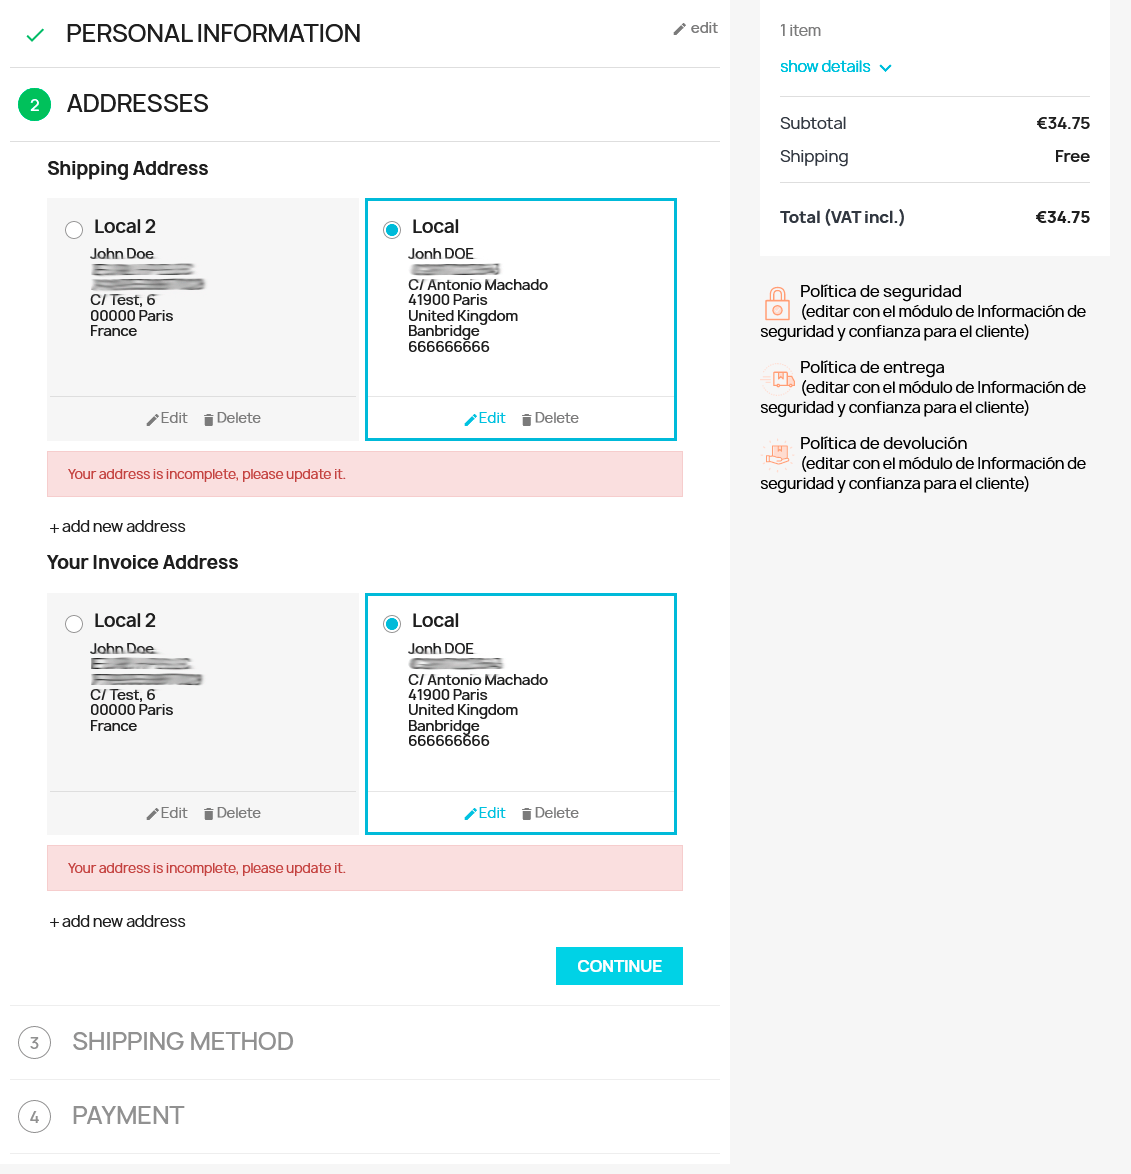 PERSONAL INFORMATION
edit
2
ADDRESSES
Shipping Address
Local 2
John Doe
C/ Test, 6
00000 Paris
France
Edit
Delete
Local
Jonh DOE
C/ Antonio Machado
41900 Paris
United Kingdom
Banbridge
666666666
Edit
Delete
Your address is incomplete, please update it.
+ add new address
Your Invoice Address
Local 2
John Doe
C/ Test, 6
00000 Paris
France
Edit
Delete
Local
Jonh DOE
C/ Antonio Machado
41900 Paris
United Kingdom
Banbridge
666666666
Edit
Delete
Your address is incomplete, please update it.
+ add new address
CONTINUE
3
SHIPPING METHOD
4
PAYMENT
1 item
show details
Subtotal €34.75
Shipping Free
Total (VAT incl.) €34.75
Política de seguridad
(editar con el módulo de Información de
seguridad y confianza para el cliente)
Política de entrega
(editar con el módulo de Información de
seguridad y confianza para el cliente)
Política de devolución
(editar con el módulo de Información de
seguridad y confianza para el cliente)